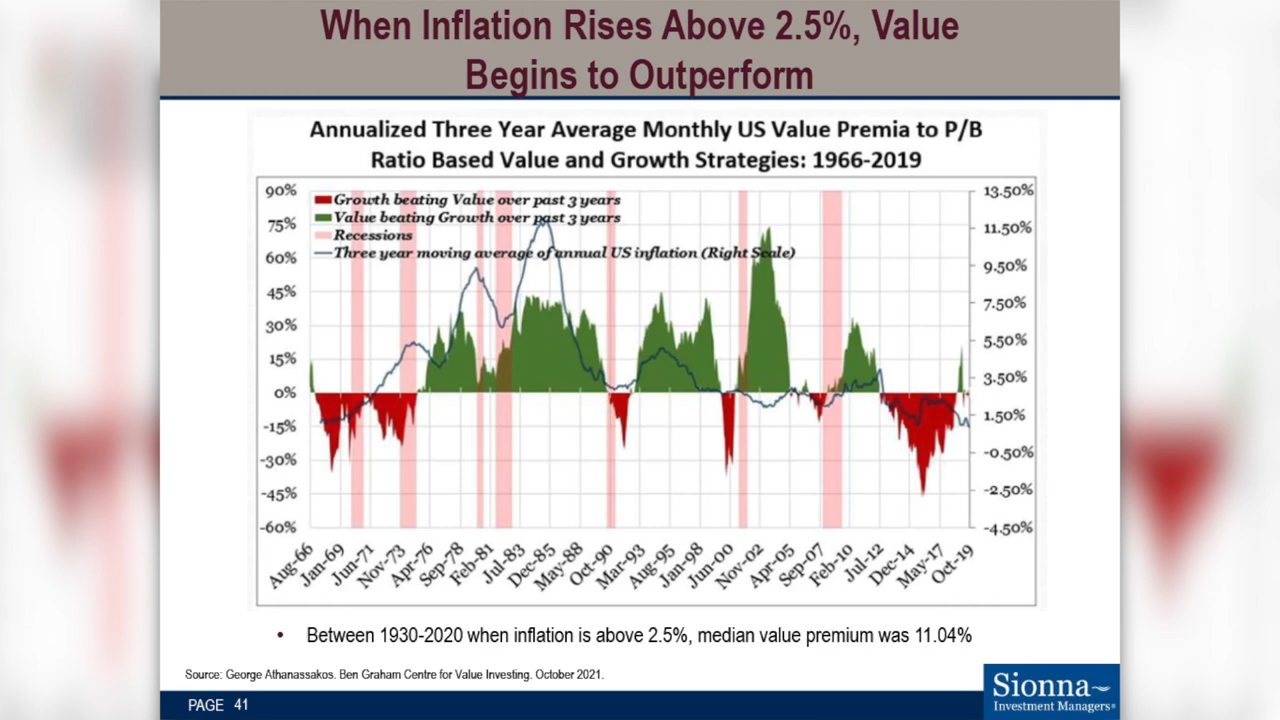 When Inflation Rises Above 2.5%, Value
Begins to Outperform
Annualized Three Year Average Monthly US Value Premia to P/B
Ratio Based Value and Growth Strategies: 1966-2019
90%
75%
60%
45%
30%
15%
0%
-15%
-30%
-45%
-60%
Growth beating Value over past 3 years
Value beating Growth over past 3 years
Recessions
Three year moving average of annual US inflation (Right Scale)
13.50%
11.50%
9.50%
7.50%
5.50%
3.50%
1.50%
-0.50%
-2.50%
-4.50%
Aug-66
Jan-69
Jun-71
Nov-73
Apr-76
Sep-78
Feb-81
Jul-83
Dec-85
May-88
Oct-90
Mar-93
Aug-95
Jan-98
Jun-00
Nov-02
Apr-05
Sep-07
Feb-10
Jul-12
Dec-14
May-17
Oct-19
• Between 1930-2020 when inflation is above 2.5%, median value premium was 11.04%
Source: George Athanassakos. Ben Graham Centre for Value Investing. October 2021.
PAGE 41
Sionna
Investment Managers®